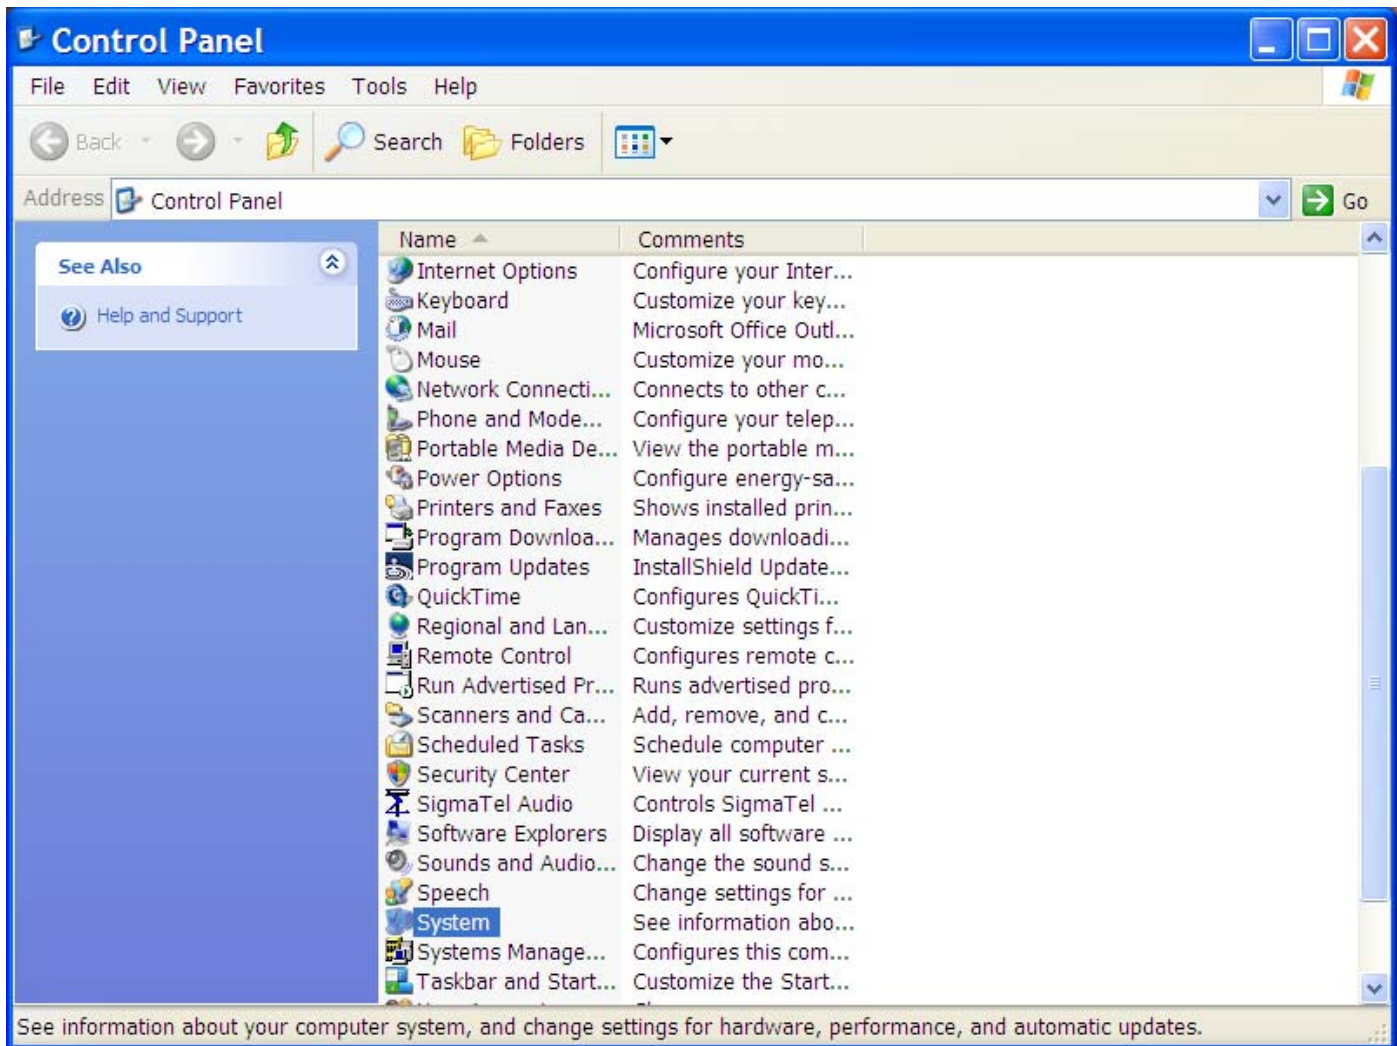 Control Panel
File Edit View Favorites Tools Help
Back Search Folders
Address Control Panel Go
See Also
Help and Support
Name Comments
Internet Options Configure your Inter...
Keyboard Customize your key...
Mail Microsoft Office Outl...
Mouse Customize your mo...
Network Connecti... Connects to other c...
Phone and Mode... Configure your telep...
Portable Media De... View the portable m...
Power Options Configure energy-sa...
Printers and Faxes Shows installed prin...
Program Downloa... Manages downloadi...
Program Updates InstallShield Update...
QuickTime Configures QuickTi...
Regional and Lan... Customize settings f...
Remote Control Configures remote c...
Run Advertised Pr... Runs advertised pro...
Scanners and Ca... Add, remove, and c...
Scheduled Tasks Schedule computer ...
Security Center View your current s...
SigmaTel Audio Controls SigmaTel ...
Software Explorers Display all software ...
Sounds and Audio... Change the sound s...
Speech Change settings for ...
System See information abo...
Systems Manage... Configures this com...
Taskbar and Start... Customize the Start...
See information about your computer system, and change settings for hardware, performance, and automatic updates.